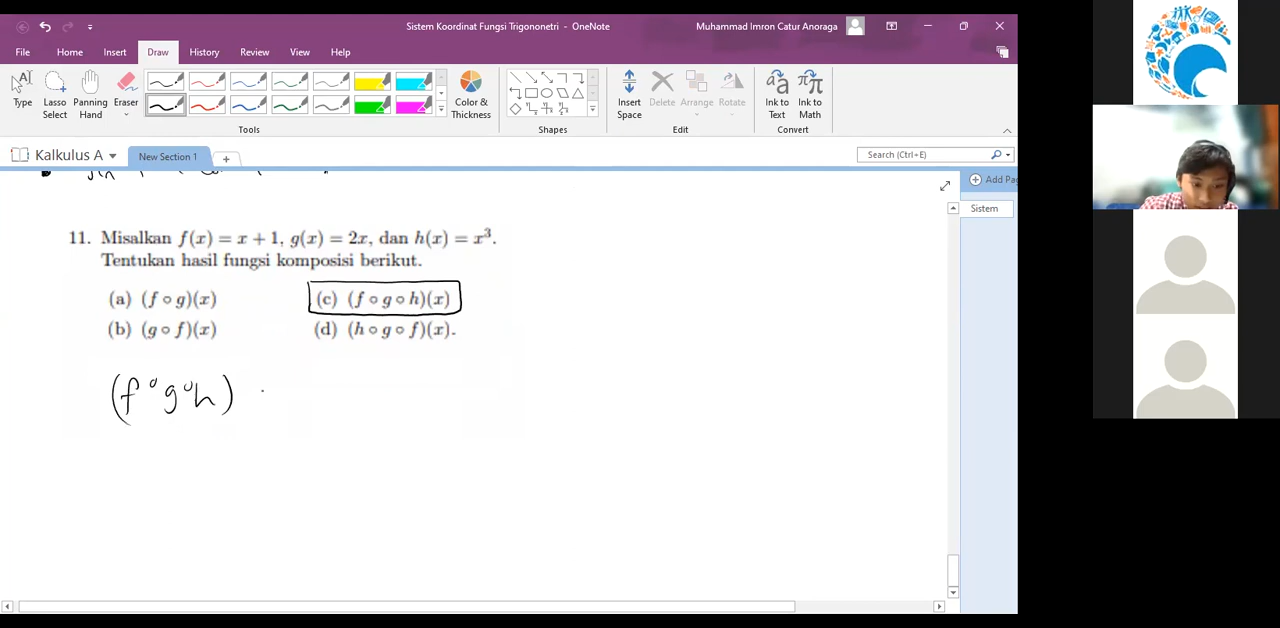 Sistem Koordinat Fungsi Trigononetri - OneNote
Muhammad Imron Catur Anoraga
File Home Insert Draw History Review View Help
Type
Lasso Select
Panning Hand
Eraser
Color & Thickness
Insert Space
Delete
Arrange
Rotate
Ink to Text
Ink to Math
Tools Shapes Edit Convert
Kalkulus A New Section 1 + Search (Ctrl+E)
Add Pag
Sistem
11. Misalkan f(x) = x + 1, g(x) = 2x, dan h(x) = x³.
Tentukan hasil fungsi komposisi berikut.
(a) (f ∘ g)(x) (c) (f ∘ g ∘ h)(x)
(b) (g ∘ f)(x) (d) (h ∘ g ∘ f)(x).
(f ∘ g ∘ h)